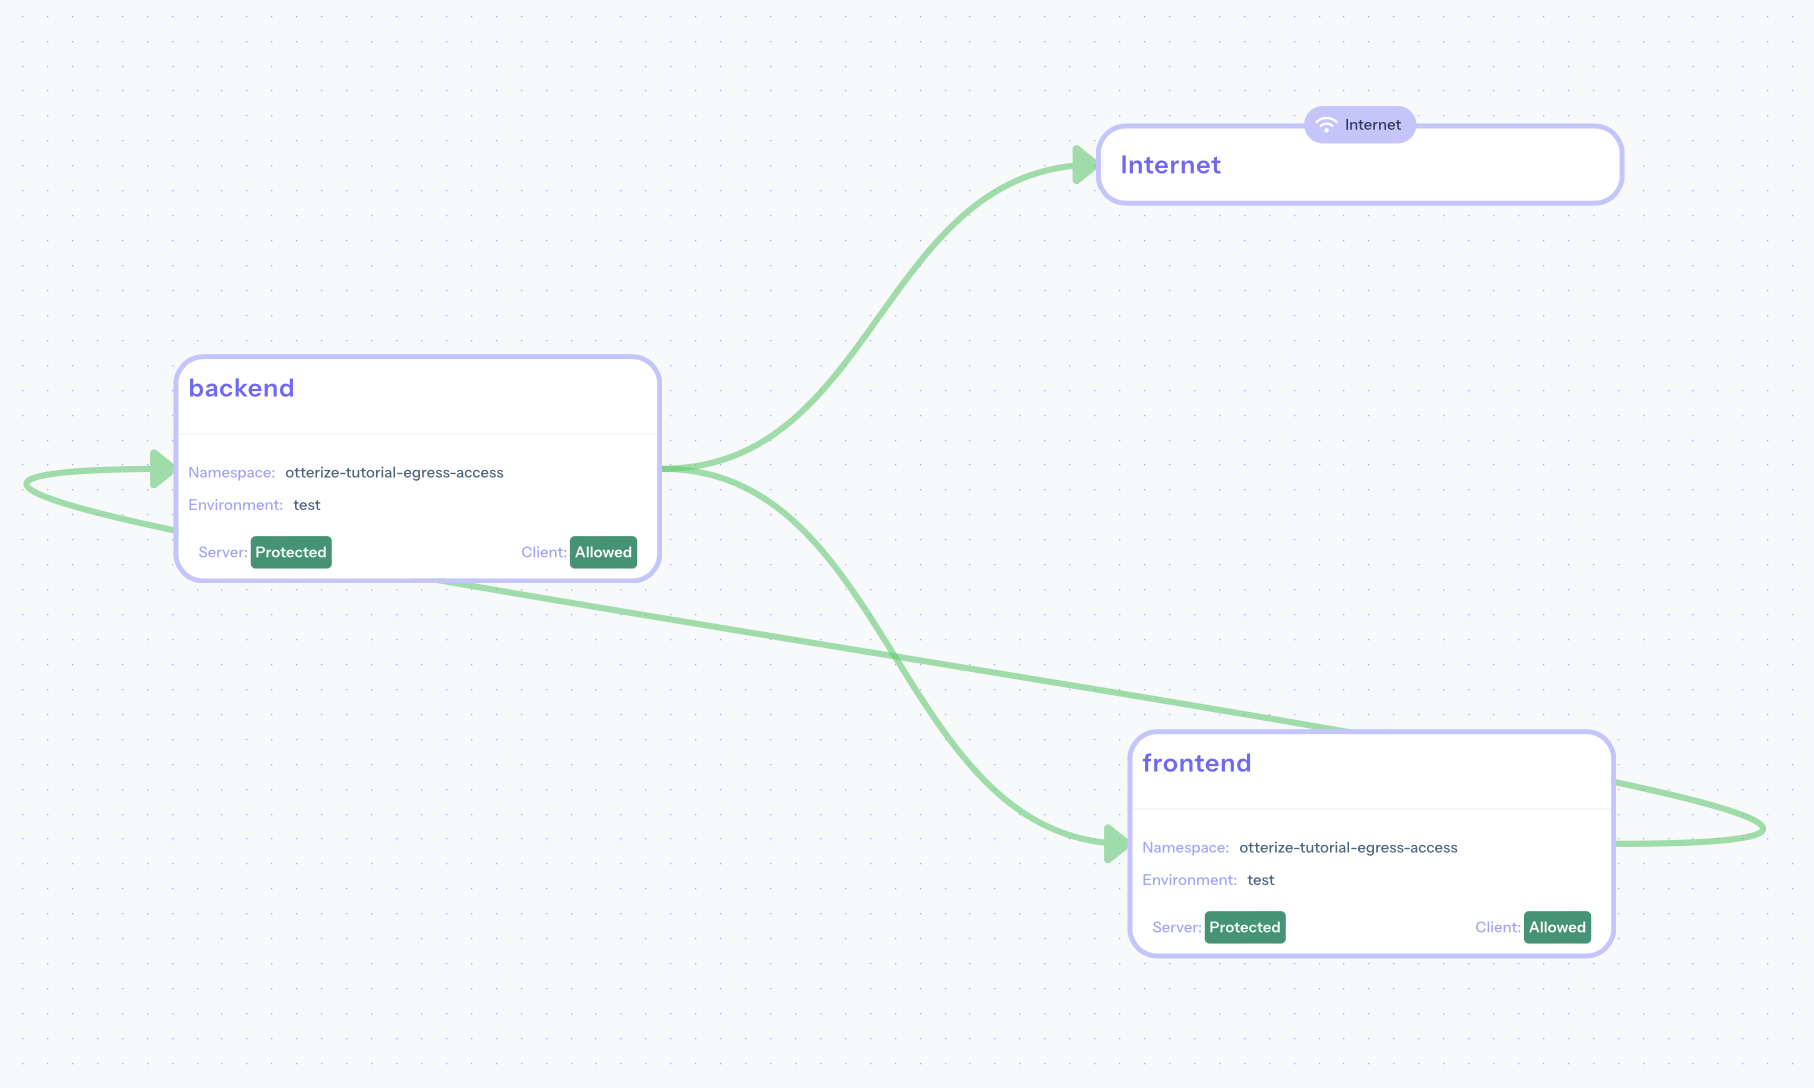 Internet
Internet
backend
Namespace: otterize-tutorial-egress-access
Environment: test
Server: Protected Client: Allowed
frontend
Namespace: otterize-tutorial-egress-access
Environment: test
Server: Protected Client: Allowed